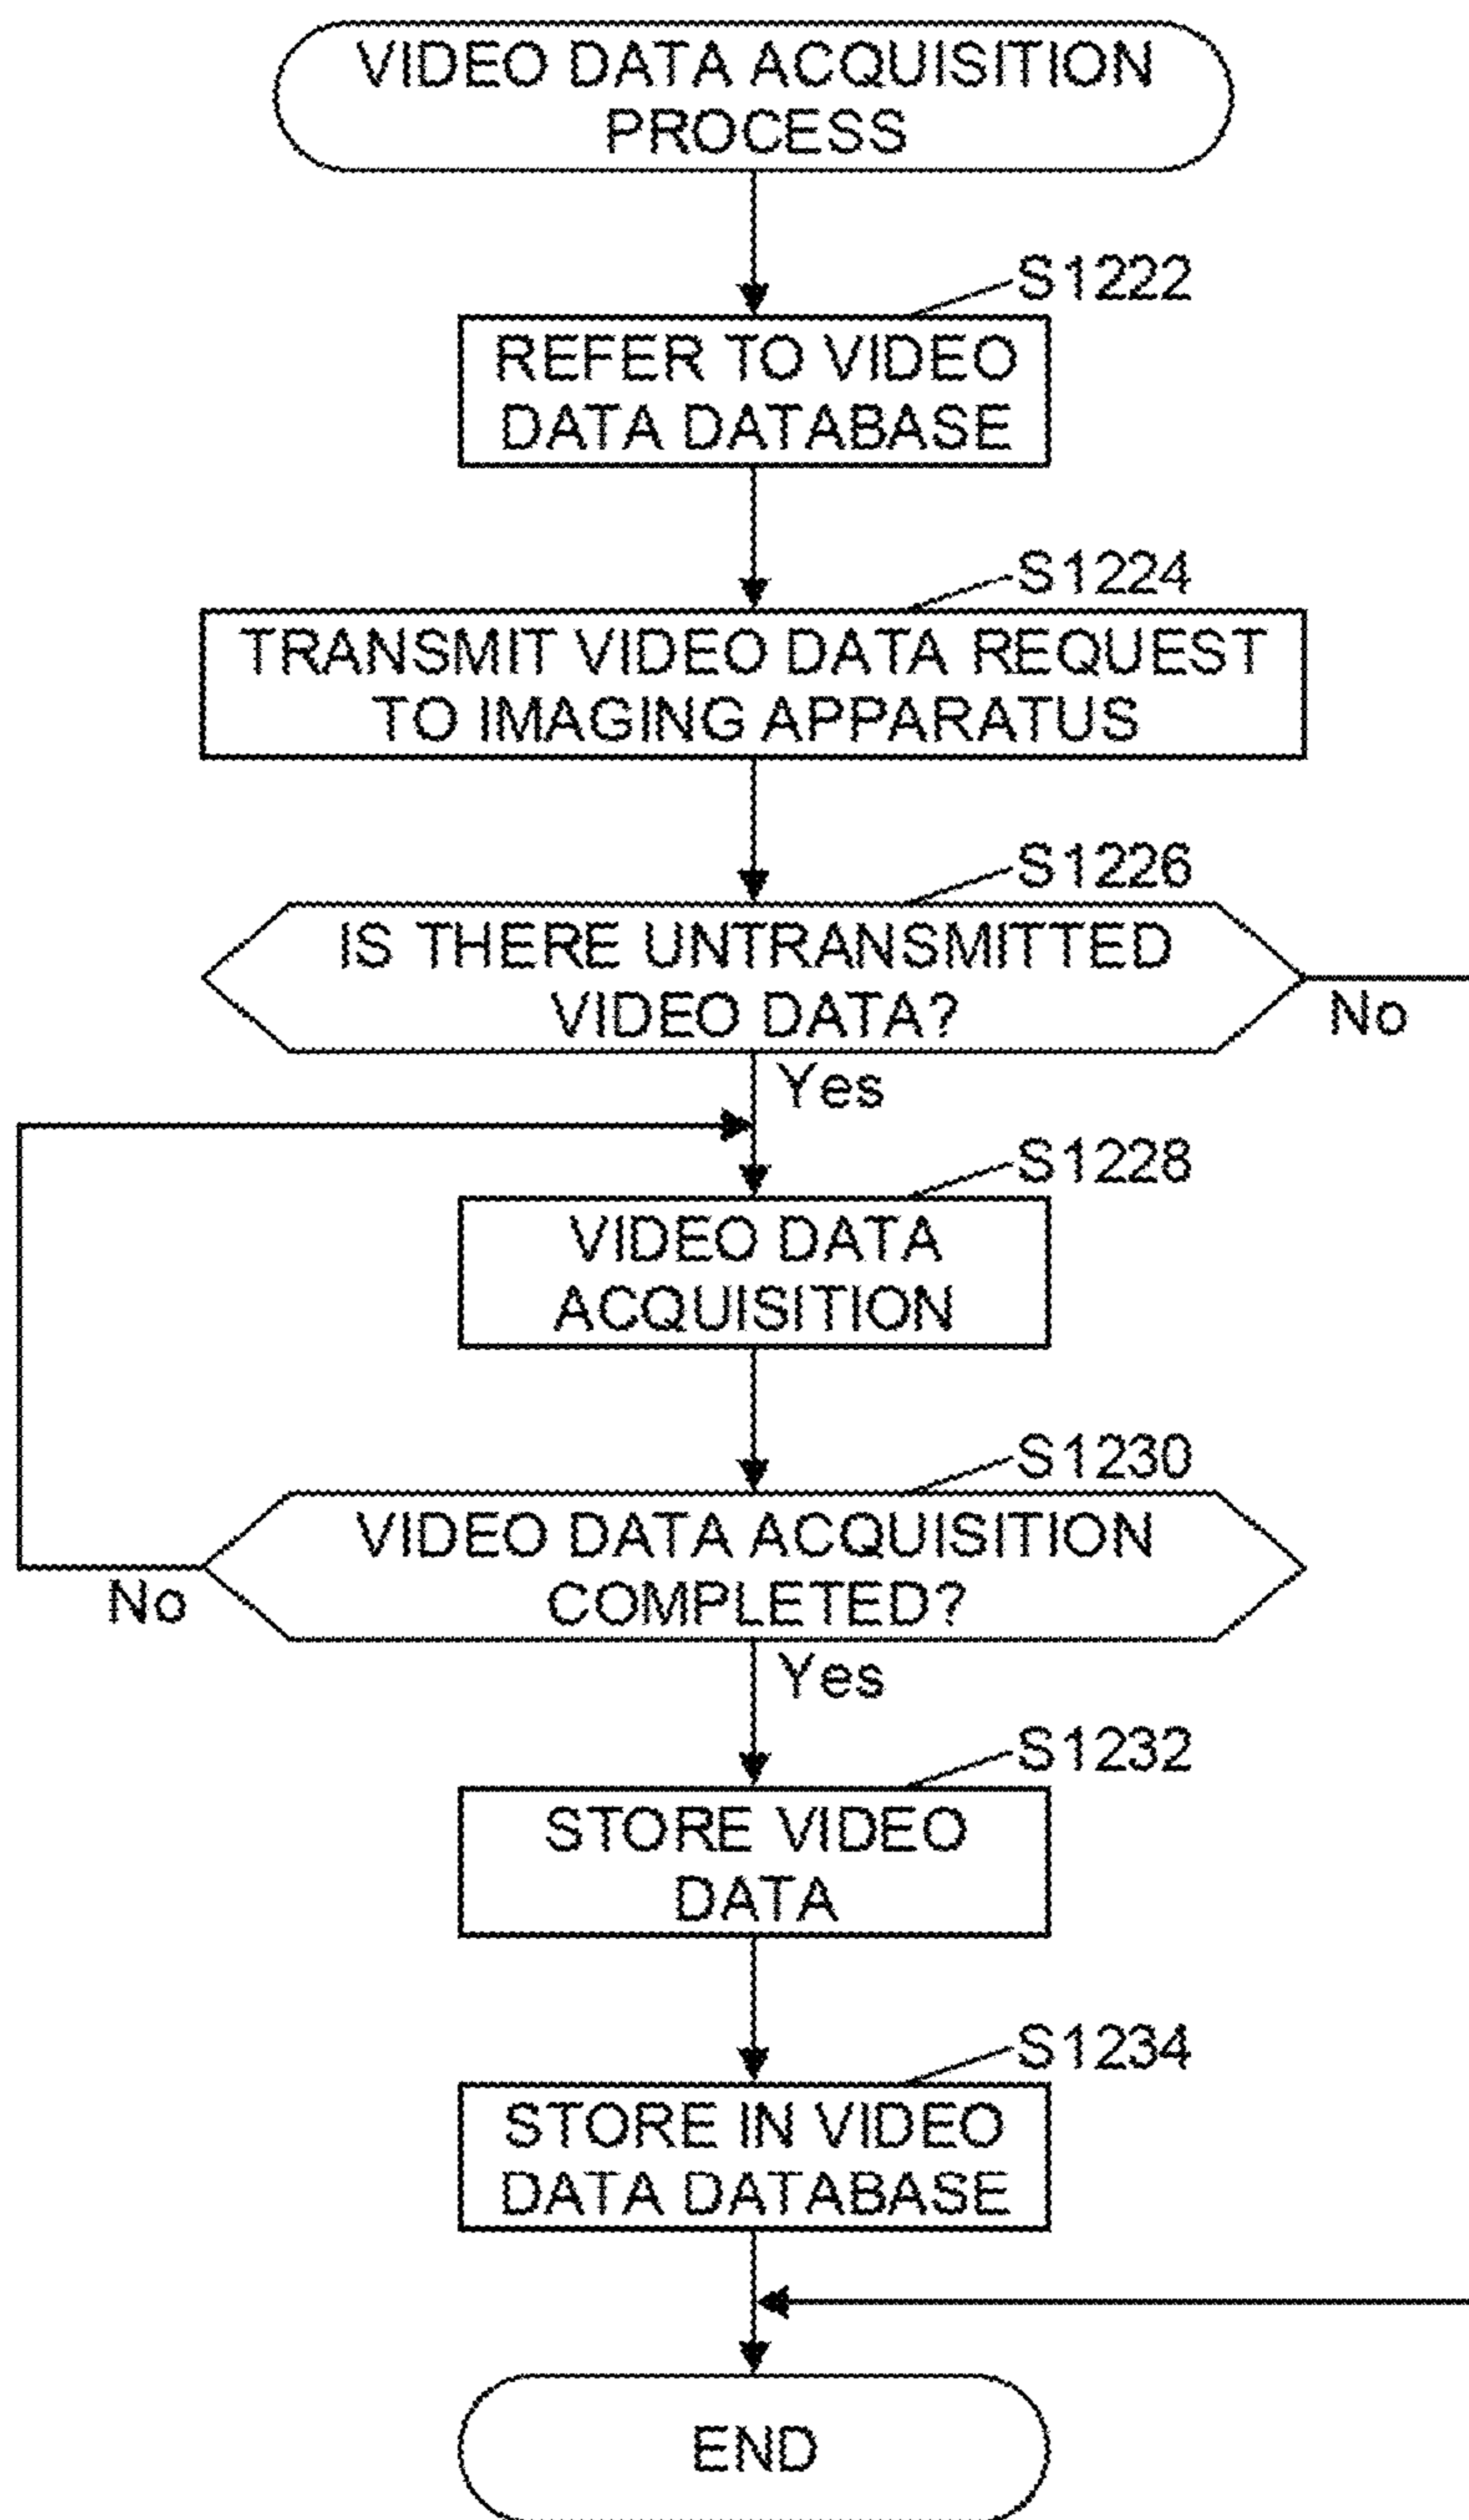 VIDEO DATA ACQUISITION
PROCESS
S1222
REFER TO VIDEO
DATA DATABASE
S1224
TRANSMIT VIDEO DATA REQUEST
TO IMAGING APPARATUS
S1226
IS THERE UNTRANSMITTED
VIDEO DATA?
No
Yes
S1228
VIDEO DATA
ACQUISITION
S1230
VIDEO DATA ACQUISITION
COMPLETED?
No
Yes
S1232
STORE VIDEO
DATA
S1234
STORE IN VIDEO
DATA DATABASE
END